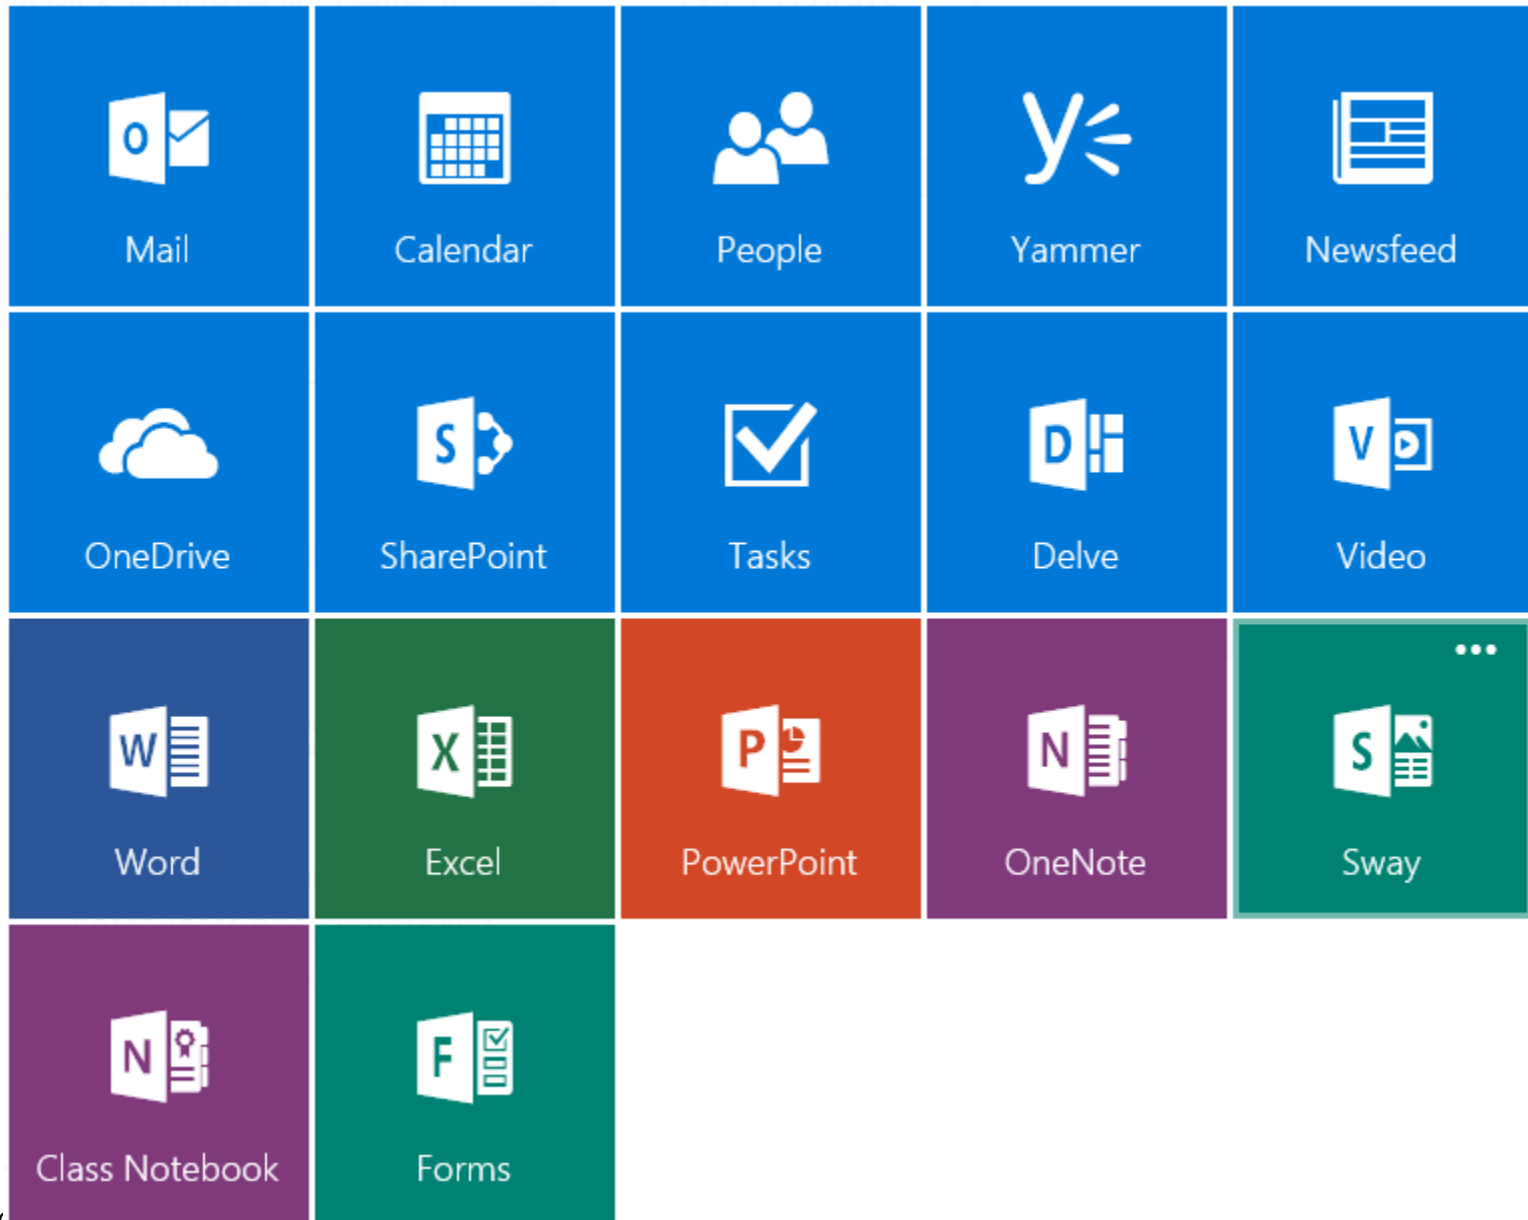 O
Mail
Calendar
People
y
Yammer
Newsfeed
OneDrive
S
SharePoint
Tasks
D
Delve
V
Video
W
Word
X
Excel
P
PowerPoint
N
OneNote
S
Sway
N
Class Notebook
F
Forms